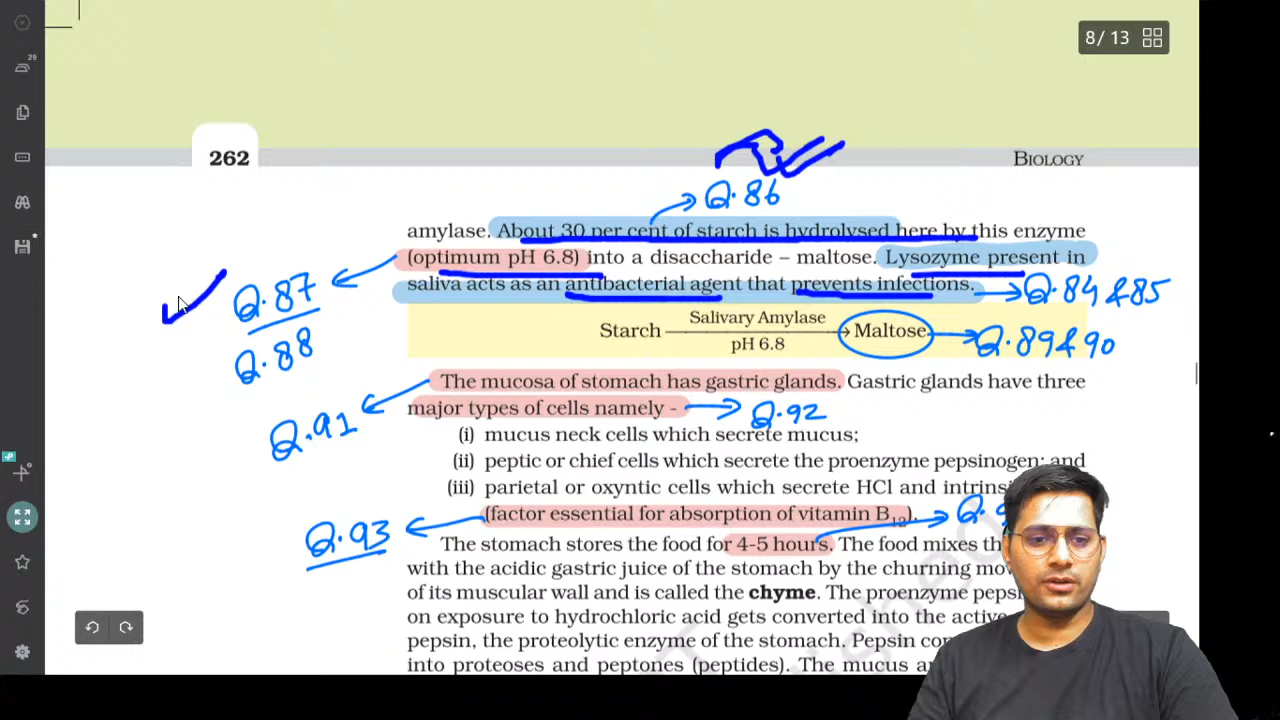 8 / 13
29
262
BIOLOGY
Q.86
amylase. About 30 per cent of starch is hydrolysed here by this enzyme
(optimum pH 6.8) into a disaccharide – maltose. Lysozyme present in
saliva acts as an antibacterial agent that prevents infections.
Q.84 & 85
Q.87
Q.88
Salivary Amylase
Starch Maltose
pH 6.8
Q.89 & 90
The mucosa of stomach has gastric glands. Gastric glands have three
major types of cells namely -
Q.91
Q.92
(i) mucus neck cells which secrete mucus;
(ii) peptic or chief cells which secrete the proenzyme pepsinogen; and
(iii) parietal or oxyntic cells which secrete HCl and
(factor essential for absorption of vitamin B12).
Q.93
The stomach stores the food for 4-5 hours. The food mixes
with the acidic gastric juice of the stomach by the churning
of its muscular wall and is called the chyme. The proenzyme
on exposure to hydrochloric acid gets converted into the active
pepsin, the proteolytic enzyme of the stomach. Pepsin
into proteoses and peptones (peptides). The mucus